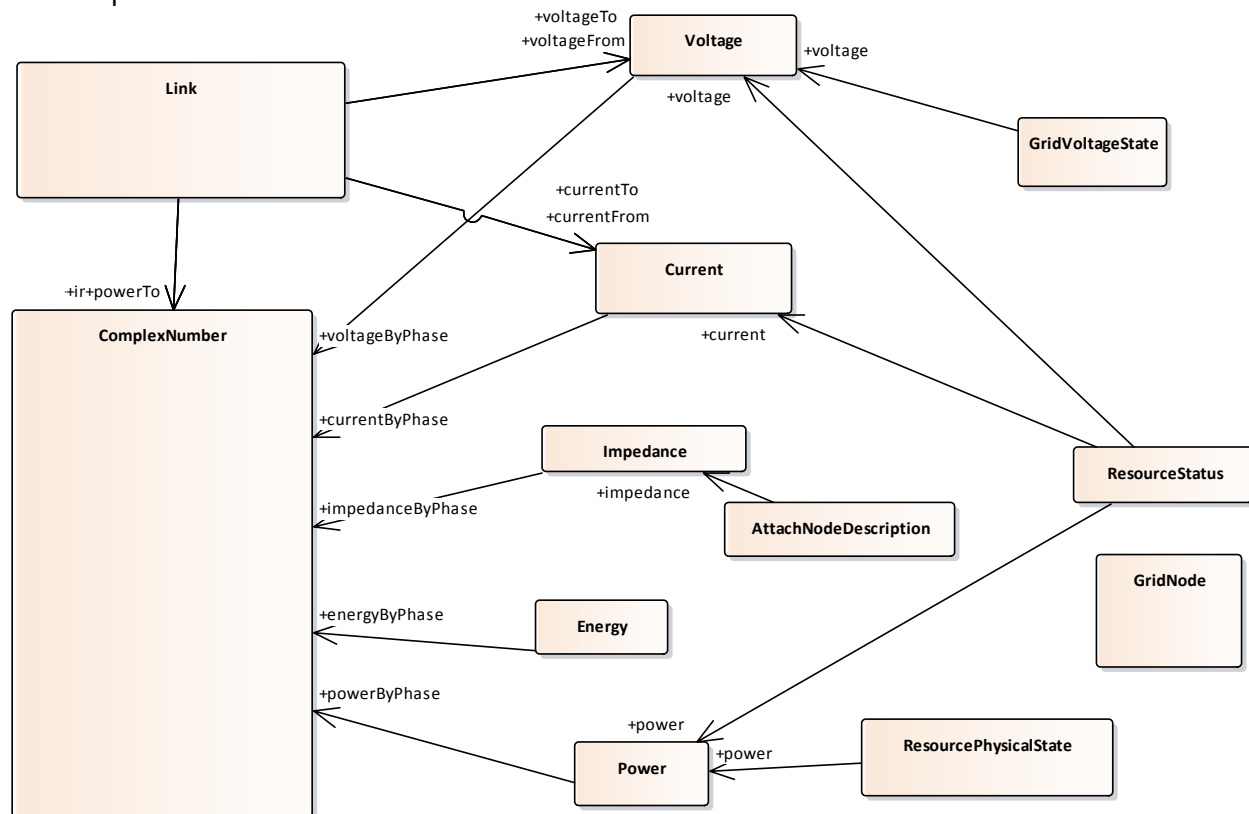 +voltageTo
+voltageFrom
Voltage
+voltage
Link
+voltage
GridVoltageState
+currentTo
+currentFrom
Current
+ir+powerTo
ComplexNumber
+voltageByPhase
+current
+currentByPhase
Impedance
ResourceStatus
+impedance
+impedanceByPhase
AttachNodeDescription
GridNode
+energyByPhase
Energy
+powerByPhase
+power
ResourcePhysicalState
+power
Power